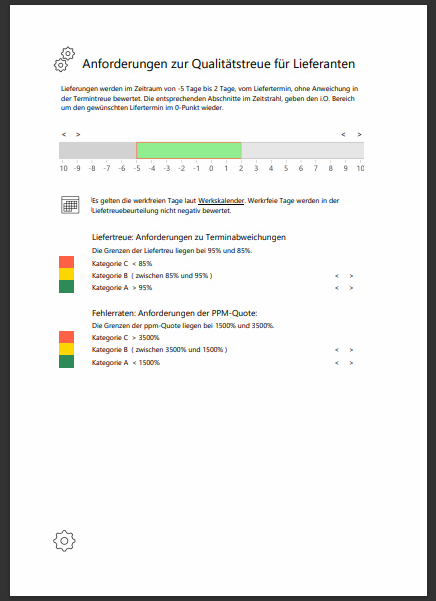 Anforderungen zur Qualitätstreue für Lieferanten
Lieferungen werden im Zeitraum von -5 Tage bis 2 Tage, vom Liefertermin, ohne Anweichung in
der Termintreue bewertet. Die entsprechenden Abschnitte im Zeitstrahl, geben den i.O. Bereich
um den gewünschten Lifertermin im 0-Punkt wieder.
< > < >
10 -9 -8 -7 -6 -5 -4 -3 -2 -1 0 1 2 3 4 5 6 7 8 9 10
Es gelten die werkfreien Tage laut Werkskalender. Werkrfeie Tage werden in der
Liefetreuebeurteilung nicht negativ bewertet.
Liefertreue: Anforderungen zu Terminabweichungen
Die Grenzen der Liefertreu liegen bei 95% und 85%.
Kategorie C < 85%
Kategorie B ( zwischen 85% und 95% ) < >
Kategorie A > 95% < >
Fehlerraten: Anforderungen der PPM-Quote:
Die Grenzen der ppm-Quote liegen bei 1500% und 3500%.
Kategorie C > 3500%
Kategorie B ( zwischen 3500% und 1500% ) < >
Kategorie A < 1500% < >